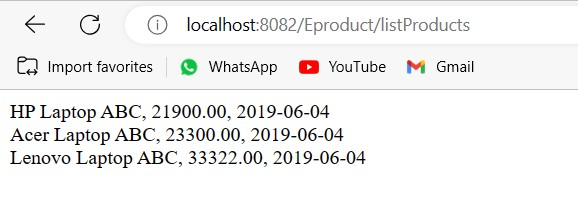 localhost:8082/Eproduct/listProducts
Import favorites WhatsApp YouTube Gmail
HP Laptop ABC, 21900.00, 2019-06-04
Acer Laptop ABC, 23300.00, 2019-06-04
Lenovo Laptop ABC, 33322.00, 2019-06-04